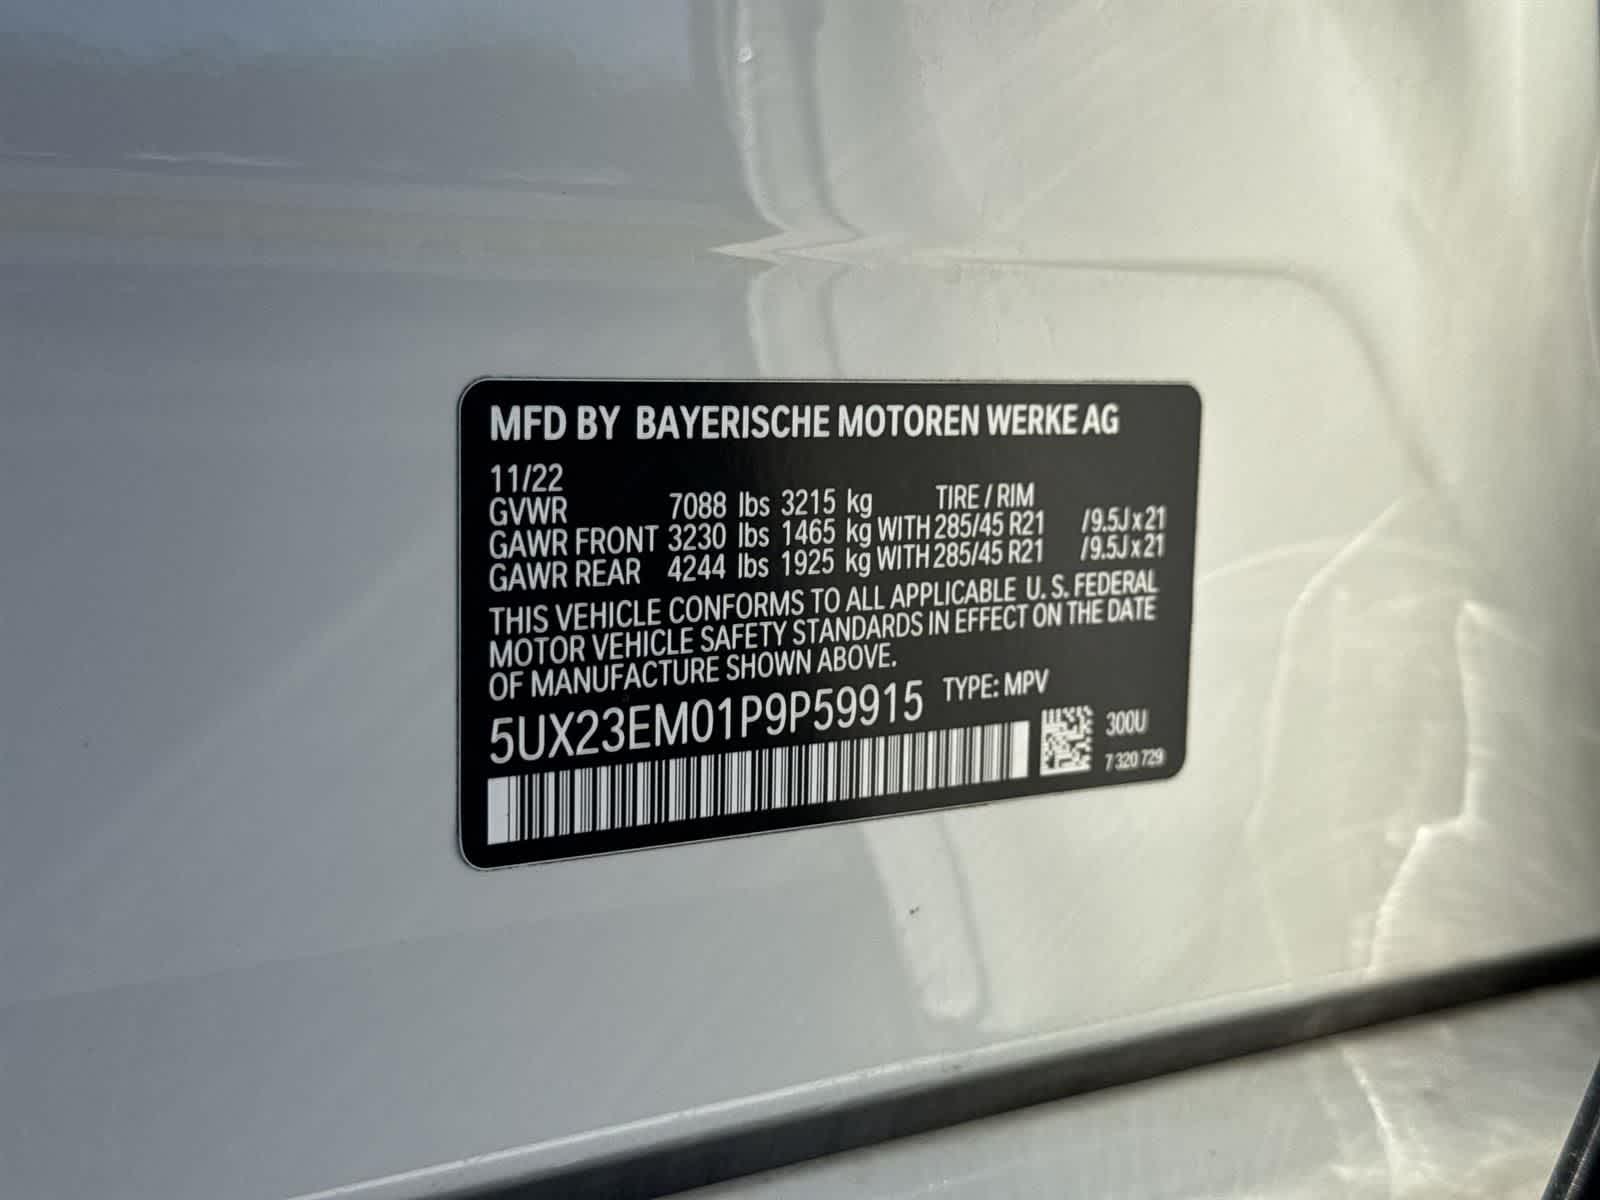 MFD BY BAYERISCHE MOTOREN WERKE AG
11/22
GVWR 7088 lbs 3215 kg TIRE / RIM
GAWR FRONT 3230 lbs 1465 kg WITH 285/45 R21 /9.5J x 21
GAWR REAR 4244 lbs 1925 kg WITH 285/45 R21 /9.5J x 21
THIS VEHICLE CONFORMS TO ALL APPLICABLE U. S. FEDERAL
MOTOR VEHICLE SAFETY STANDARDS IN EFFECT ON THE DATE
OF MANUFACTURE SHOWN ABOVE.
5UX23EM01P9P59915 TYPE: MPV
300U
7 320 729